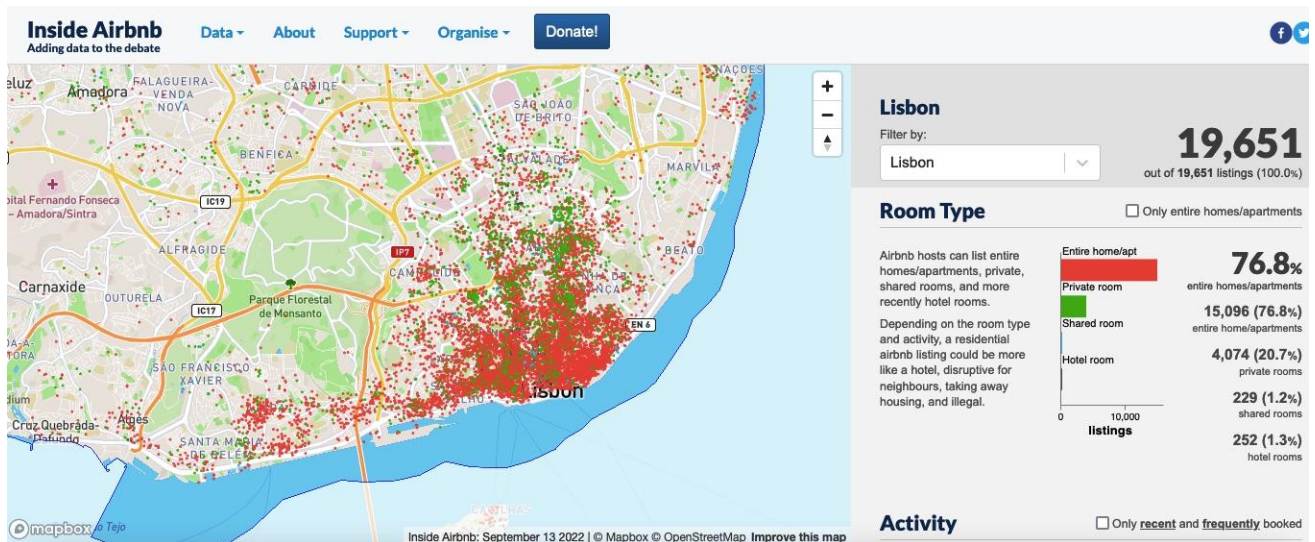 Inside Airbnb
Adding data to the debate
Data
About
Support
Organise
Donate!
Amadora
FALAGUEIRA-
VENDA
NOVA
CARNIDE
SÃO JOÃO
DE BRITO
BENFICA
ALVALADE
MARVILA
IC19
Fernando Fonseca
– Amadora/Sintra
ALFRAGIDE
IP7
BEATO
Carnaxide
OUTURELA
Parque Florestal
de Monsanto
IC17
EN 6
SÃO FRANCISCO
XAVIER
Lisbon
Algés
Cruz Quebrada-
SANTA MARIA
DE BELÉM
mapbox
Tejo
Inside Airbnb: September 13 2022 | © Mapbox © OpenStreetMap Improve this map
Lisbon
Filter by:
Lisbon
19,651
out of 19,651 listings (100.0%)
Room Type
Only entire homes/apartments
Airbnb hosts can list entire
homes/apartments, private,
shared rooms, and more
recently hotel rooms.
Depending on the room type
and activity, a residential
airbnb listing could be more
like a hotel, disruptive for
neighbours, taking away
housing, and illegal.
Entire home/apt
Private room
Shared room
Hotel room
0
10,000
listings
76.8%
entire homes/apartments
15,096 (76.8%)
entire home/apartments
4,074 (20.7%)
private rooms
229 (1.2%)
shared rooms
252 (1.3%)
hotel rooms
Activity
Only recent and frequently booked